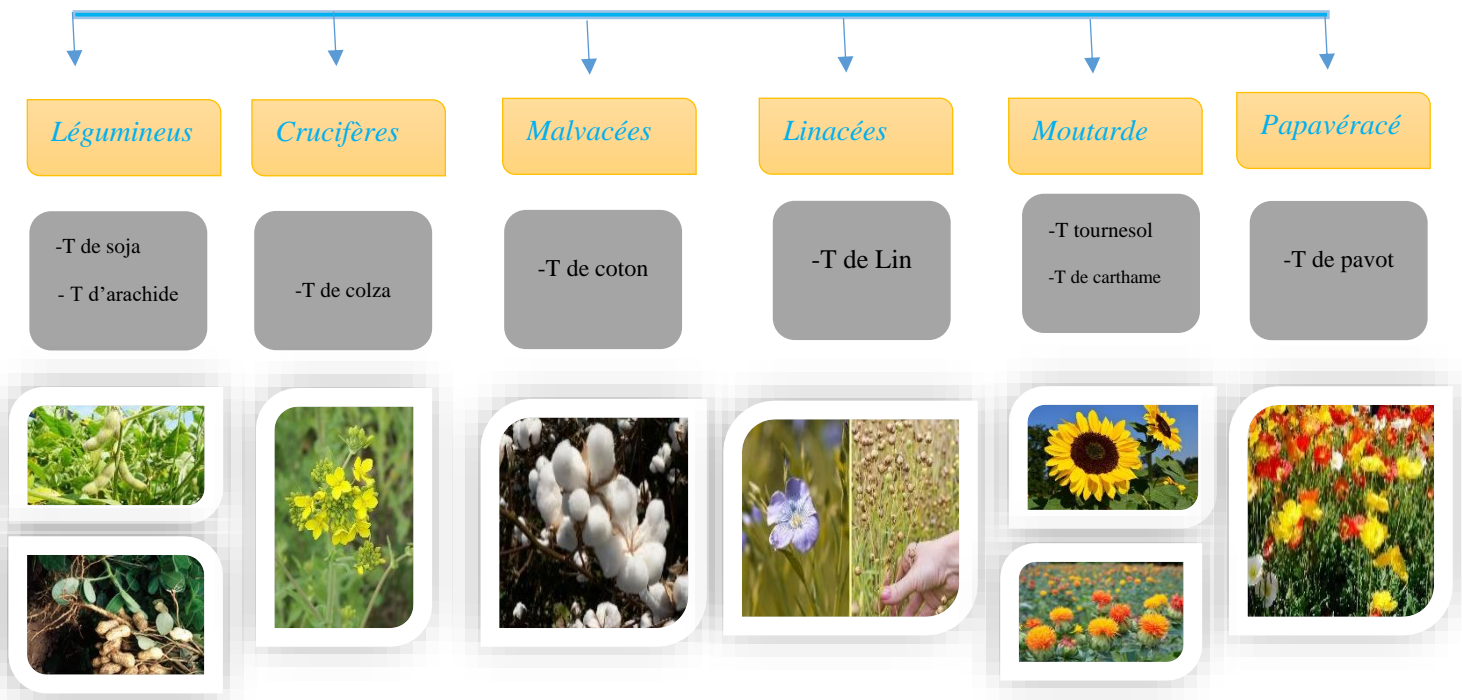 Légumineus
Crucifères
Malvacées
Linacées
Moutarde
Papavéracé
-T de soja
- T d’arachide
-T de colza
-T de coton
-T de Lin
-T tournesol
-T de carthame
-T de pavot